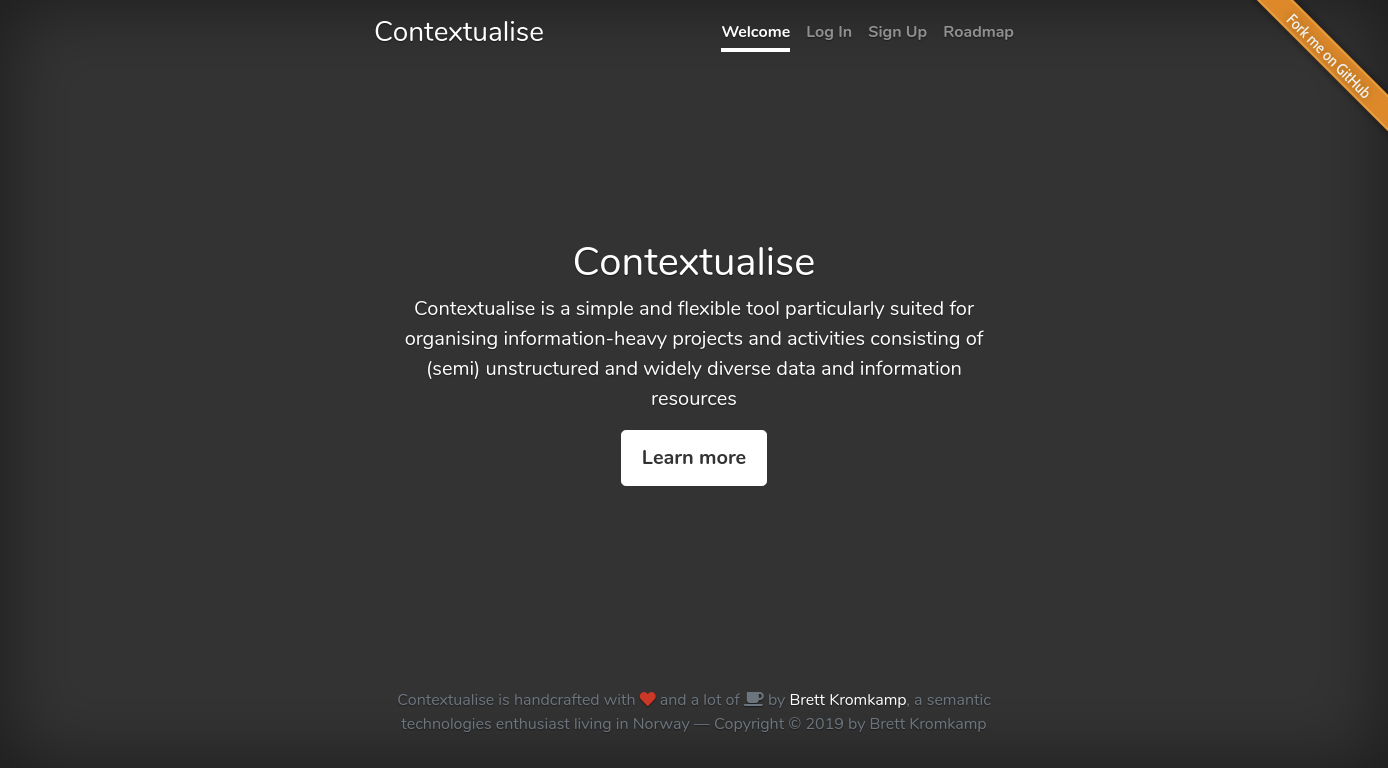 Contextualise
Welcome Log In Sign Up Roadmap
Fork me on GitHub
Contextualise
Contextualise is a simple and flexible tool particularly suited for
organising information-heavy projects and activities consisting of
(semi) unstructured and widely diverse data and information
resources
Learn more
Contextualise is handcrafted with and a lot of by Brett Kromkamp, a semantic
technologies enthusiast living in Norway — Copyright © 2019 by Brett Kromkamp